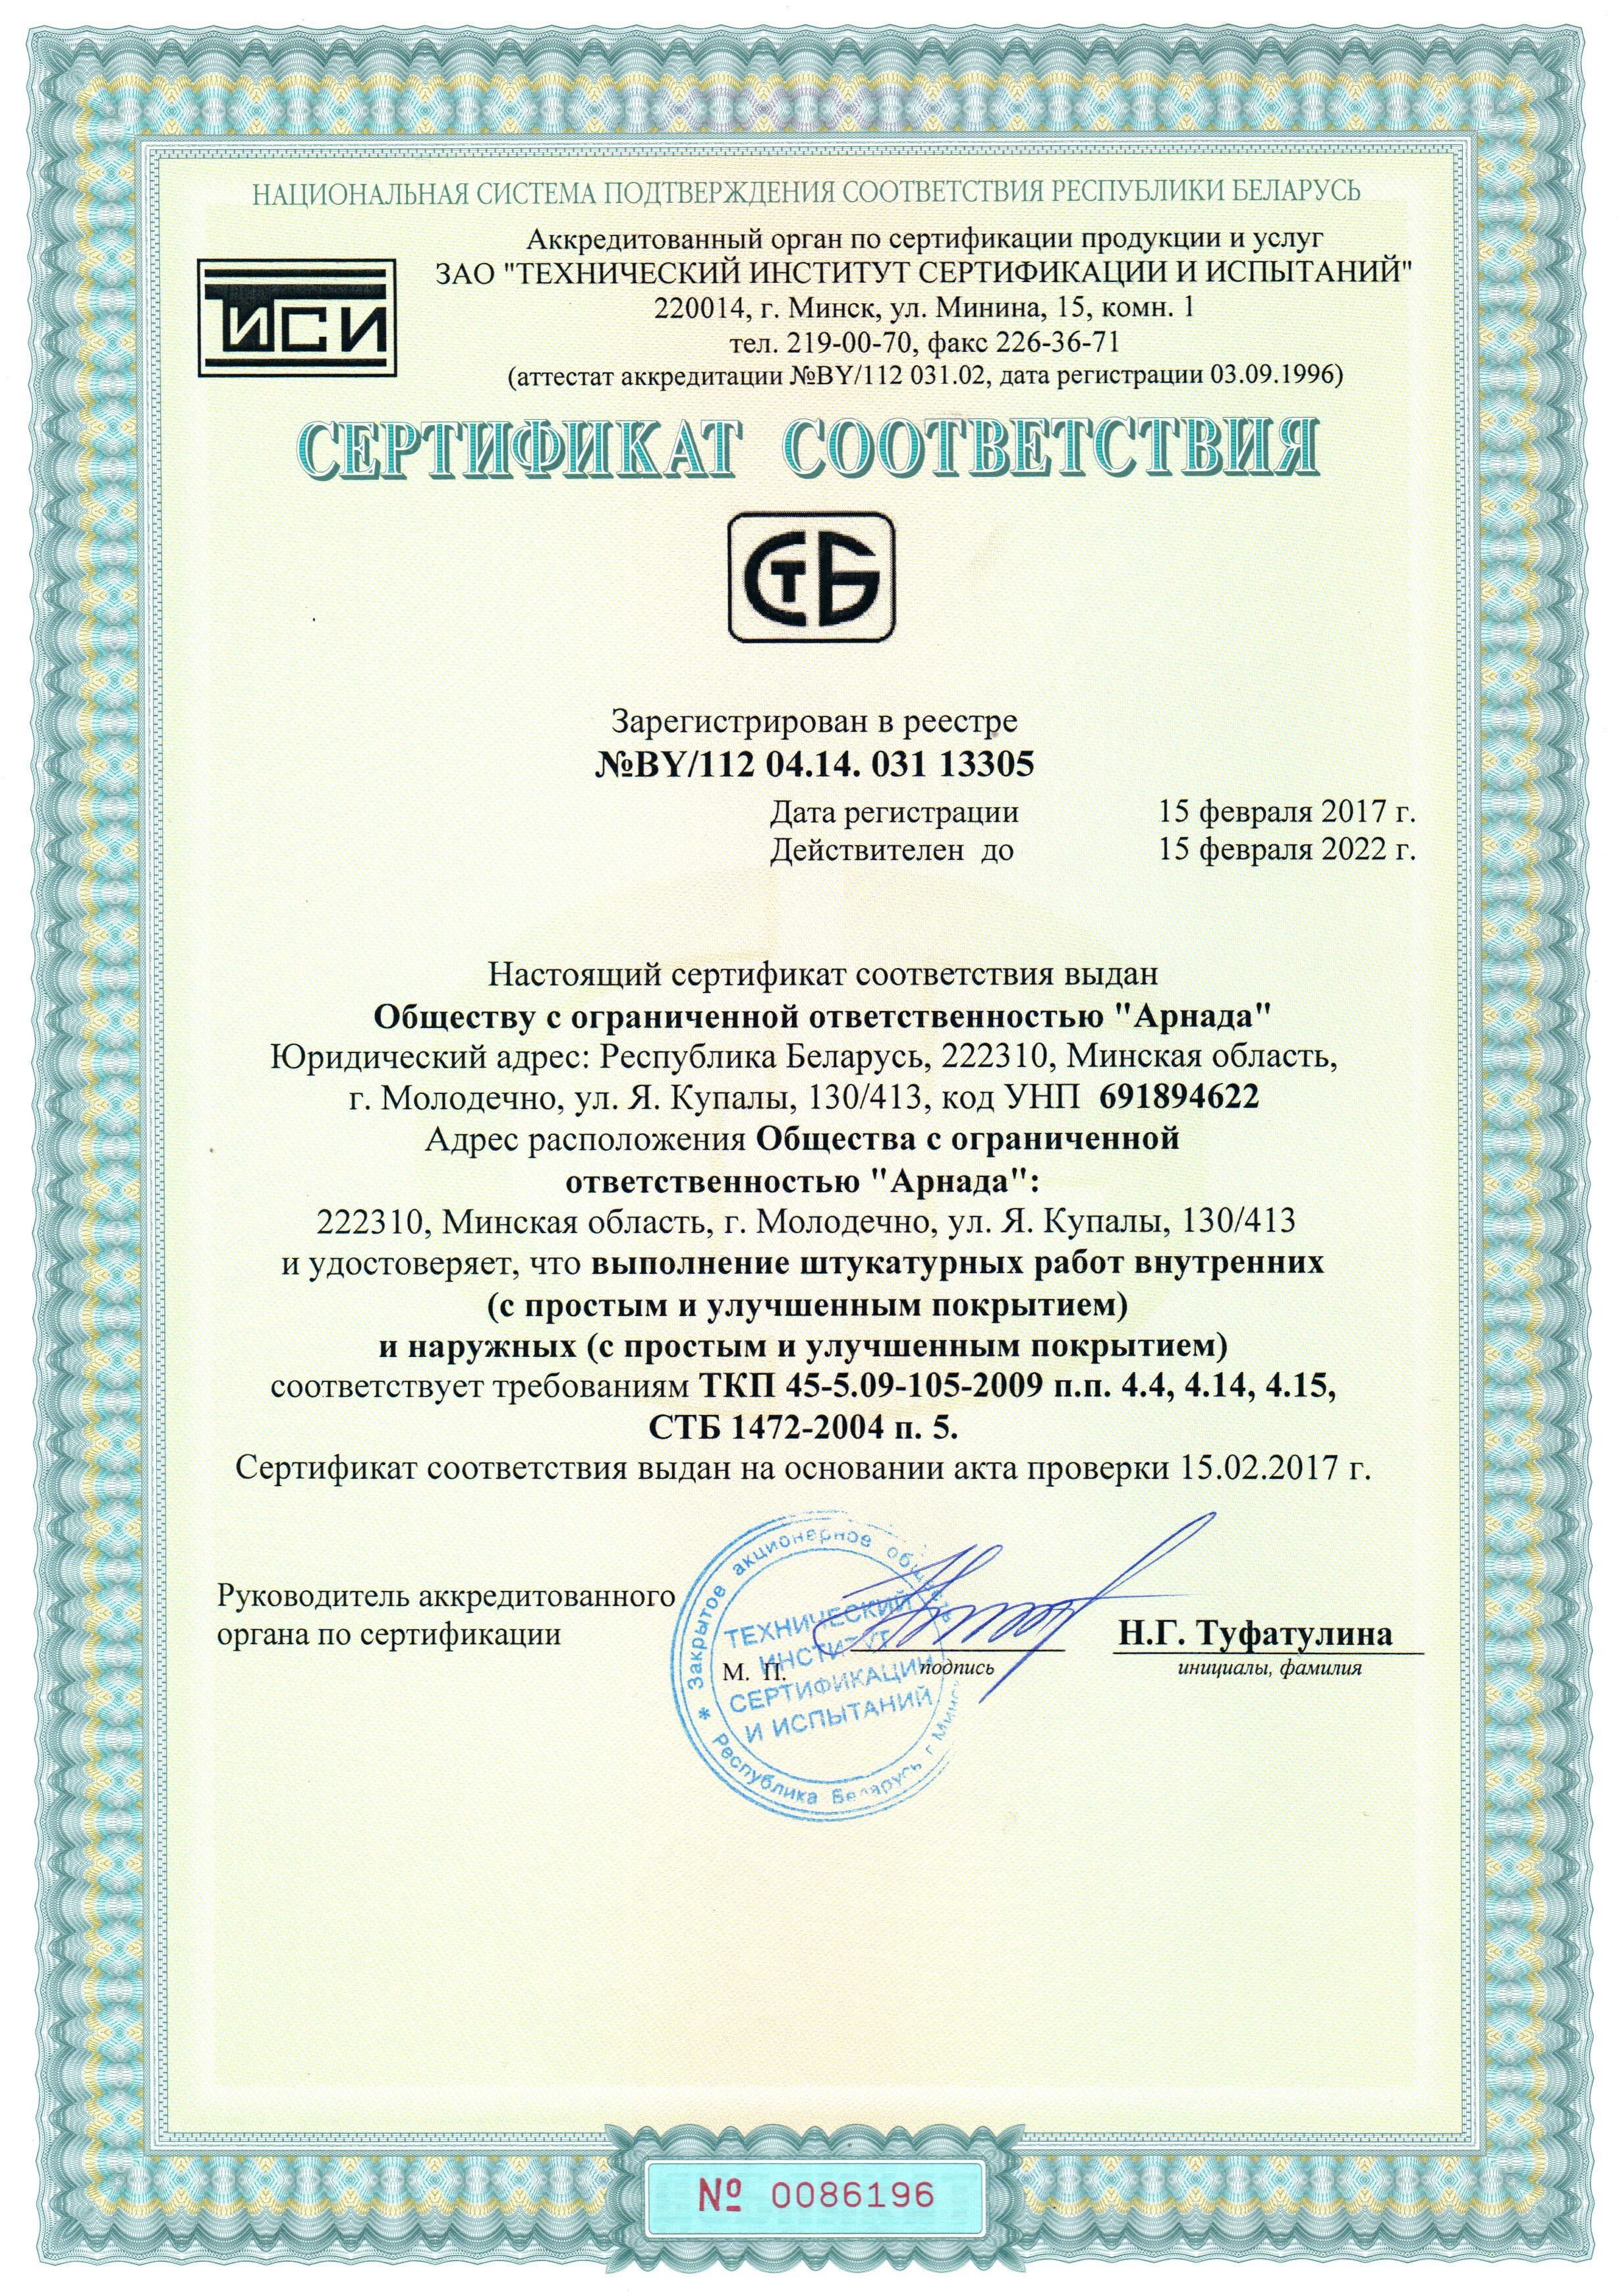 НАЦИОНАЛЬНАЯ СИСТЕМА ПОДТВЕРЖДЕНИЯ СООТВЕТСТВИЯ РЕСПУБЛИКИ БЕЛАРУСЬ
Аккредитованный орган по сертификации продукции и услуг
ЗАО "ТЕХНИЧЕСКИЙ ИНСТИТУТ СЕРТИФИКАЦИИ И ИСПЫТАНИЙ"
220014, г. Минск, ул. Минина, 15, комн. 1
тел. 219-00-70, факс 226-36-71
(аттестат аккредитации №BY/112 031.02, дата регистрации 03.09.1996)
ТИСИ
СЕРТИФИКАТ СООТВЕТСТВИЯ
СТБ
Зарегистрирован в реестре
№BY/112 04.14. 031 13305
Дата регистрации 15 февраля 2017 г.
Действителен до 15 февраля 2022 г.
Настоящий сертификат соответствия выдан
Обществу с ограниченной ответственностью "Арнада"
Юридический адрес: Республика Беларусь, 222310, Минская область,
г. Молодечно, ул. Я. Купалы, 130/413, код УНП 691894622
Адрес расположения Общества с ограниченной
ответственностью "Арнада":
222310, Минская область, г. Молодечно, ул. Я. Купалы, 130/413
и удостоверяет, что выполнение штукатурных работ внутренних
(с простым и улучшенным покрытием)
и наружных (с простым и улучшенным покрытием)
соответствует требованиям ТКП 45-5.09-105-2009 п.п. 4.4, 4.14, 4.15,
СТБ 1472-2004 п. 5.
Сертификат соответствия выдан на основании акта проверки 15.02.2017 г.
Руководитель аккредитованного
органа по сертификации
М. П.
подпись
Н.Г. Туфатулина
инициалы, фамилия
Закрытое акционерное общество
ТЕХНИЧЕСКИЙ
ИНСТИТУТ
СЕРТИФИКАЦИИ
И ИСПЫТАНИЙ
* Республика Беларусь г. Минск
№ 0086196